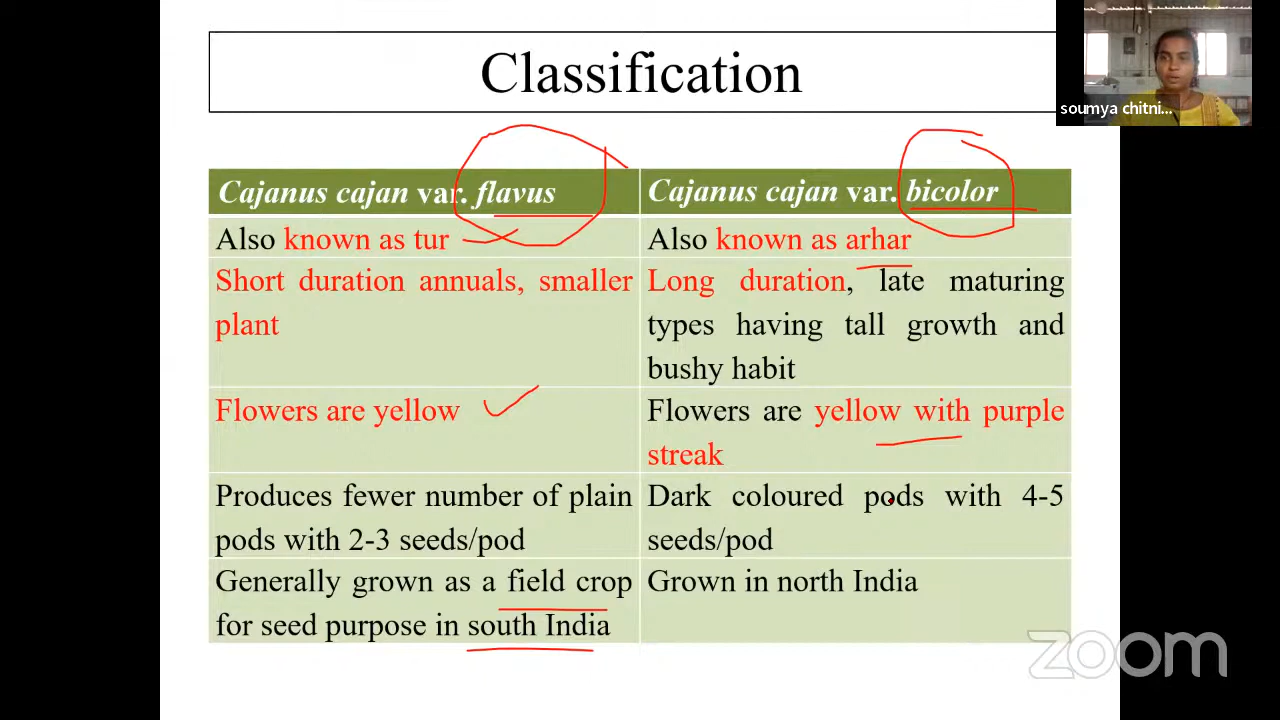 Classification
soumya chitni...
Cajanus cajan var. flavus
Cajanus cajan var. bicolor
Also known as tur
Also known as arhar
Short duration annuals, smaller
plant
Long duration, late maturing
types having tall growth and
bushy habit
Flowers are yellow
Flowers are yellow with purple
streak
Produces fewer number of plain
pods with 2-3 seeds/pod
Dark coloured pods with 4-5
seeds/pod
Generally grown as a field crop
for seed purpose in south India
Grown in north India
zoom